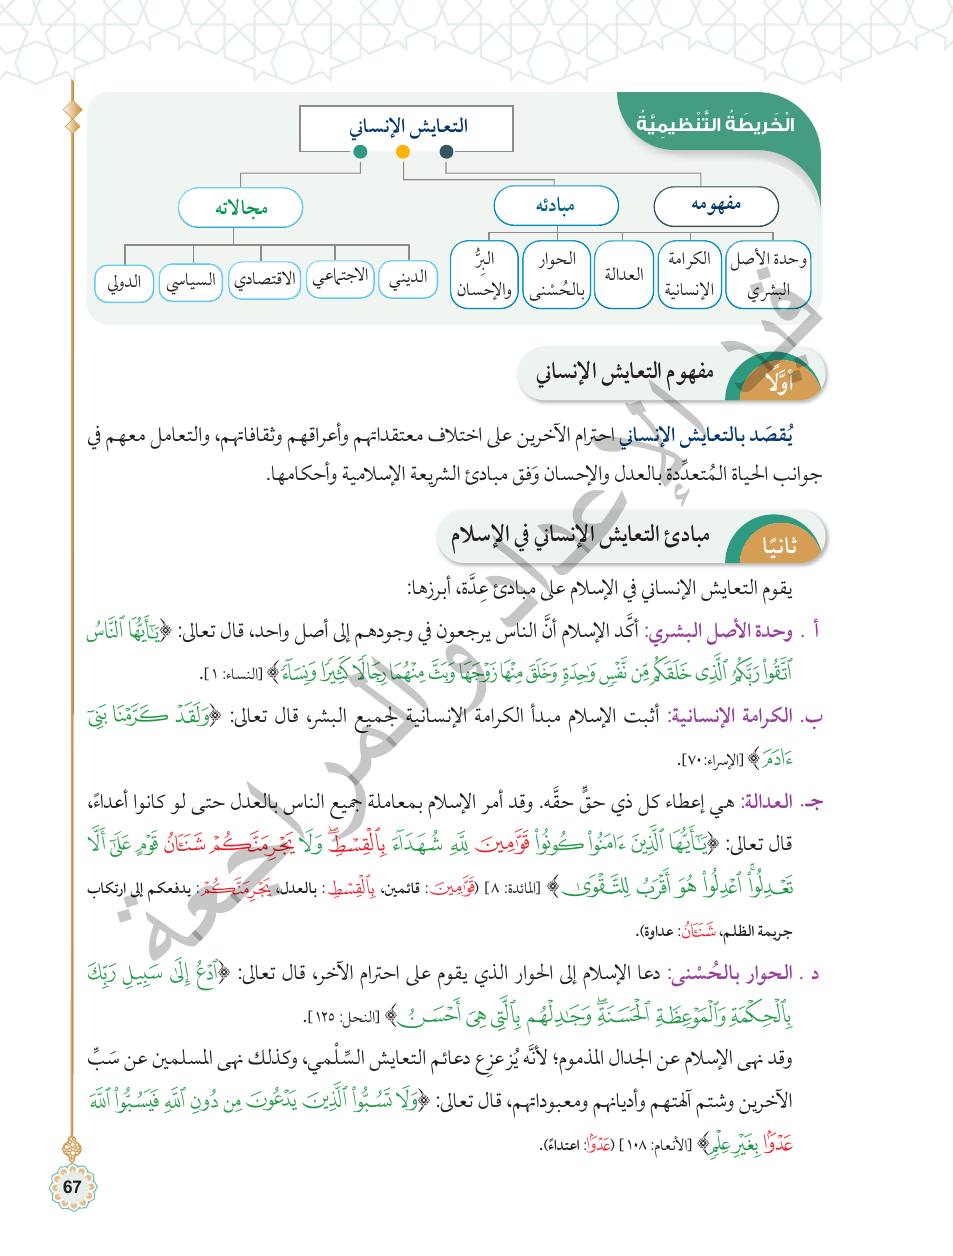 الْخَرِيطَةُ التَّنْظِيمِيَّةُ
التعايش الإنساني
مفهومه
مبادئه
مجالاته
وحدة الأصل البشري
الكرامة الإنسانية
العدالة
الحوار بالحُسْنى
البِرُّ والإحسان
الديني
الاجتماعي
الاقتصادي
السياسي
الدولي
أوَّلًا
مفهوم التعايش الإنساني
يُقصَد بالتعايش الإنساني احترام الآخرين على اختلاف معتقداتهم وأعراقهم وثقافاتهم، والتعامل معهم في
جوانب الحياة المُتعدِّدة بالعدل والإحسان وَفق مبادئ الشريعة الإسلامية وأحكامها.
ثانيًا
مبادئ التعايش الإنساني في الإسلام
يقوم التعايش الإنساني في الإسلام على مبادئ عِدَّة، أبرزها:
أ . وحدة الأصل البشري: أكَّد الإسلام أنَّ الناس يرجعون في وجودهم إلى أصل واحد، قال تعالى: ﴿يَٰٓأَيُّهَا ٱلنَّاسُ
ٱتَّقُواْ رَبَّكُمُ ٱلَّذِي خَلَقَكُم مِّن نَّفۡسٖ وَٰحِدَةٖ وَخَلَقَ مِنۡهَا زَوۡجَهَا وَبَثَّ مِنۡهُمَا رِجَالٗا كَثِيرٗا وَنِسَآءٗ﴾ [النساء: ١].
ب. الكرامة الإنسانية: أثبت الإسلام مبدأ الكرامة الإنسانية لجميع البشر، قال تعالى: ﴿وَلَقَدۡ كَرَّمۡنَا بَنِيٓ
ءَادَمَ﴾ [الإسراء: ٧٠].
جـ. العدالة: هي إعطاء كل ذي حقٍّ حقَّه. وقد أمر الإسلام بمعاملة جميع الناس بالعدل حتى لو كانوا أعداءً،
قال تعالى: ﴿يَٰٓأَيُّهَا ٱلَّذِينَ ءَامَنُواْ كُونُواْ قَوَّٰمِينَ لِلَّهِ شُهَدَآءَ بِٱلۡقِسۡطِۖ وَلَا يَجۡرِمَنَّكُمۡ شَنَـَٔانُ قَوۡمٍ عَلَىٰٓ أَلَّا
تَعۡدِلُواْۚ ٱعۡدِلُواْ هُوَ أَقۡرَبُ لِلتَّقۡوَىٰ﴾ [المائدة: ٨] (قَوَّٰمِينَ: قائمين، بِٱلۡقِسۡطِ: بالعدل، يَجۡرِمَنَّكُمۡ: يدفعكم إلى ارتكاب
جريمة الظلم، شَنَـَٔانُ: عداوة).
د . الحوار بالحُسْنى: دعا الإسلام إلى الحوار الذي يقوم على احترام الآخر، قال تعالى: ﴿ٱدۡعُ إِلَىٰ سَبِيلِ رَبِّكَ
بِٱلۡحِكۡمَةِ وَٱلۡمَوۡعِظَةِ ٱلۡحَسَنَةِۖ وَجَٰدِلۡهُم بِٱلَّتِي هِيَ أَحۡسَنُ﴾ [النحل: ١٢٥].
وقد نهى الإسلام عن الجدال المذموم؛ لأنَّه يُزعزِع دعائم التعايش السِّلْمي، وكذلك نهى المسلمين عن سَبِّ
الآخرين وشتم آلهتهم وأديانهم ومعبوداتهم، قال تعالى: ﴿وَلَا تَسُبُّواْ ٱلَّذِينَ يَدۡعُونَ مِن دُونِ ٱللَّهِ فَيَسُبُّواْ ٱللَّهَ
عَدۡوَۢا بِغَيۡرِ عِلۡمٖ﴾ [الأنعام: ١٠٨] (عَدۡوَۢا: اعتداءً).
67
قيد الإعداد والمراجعة